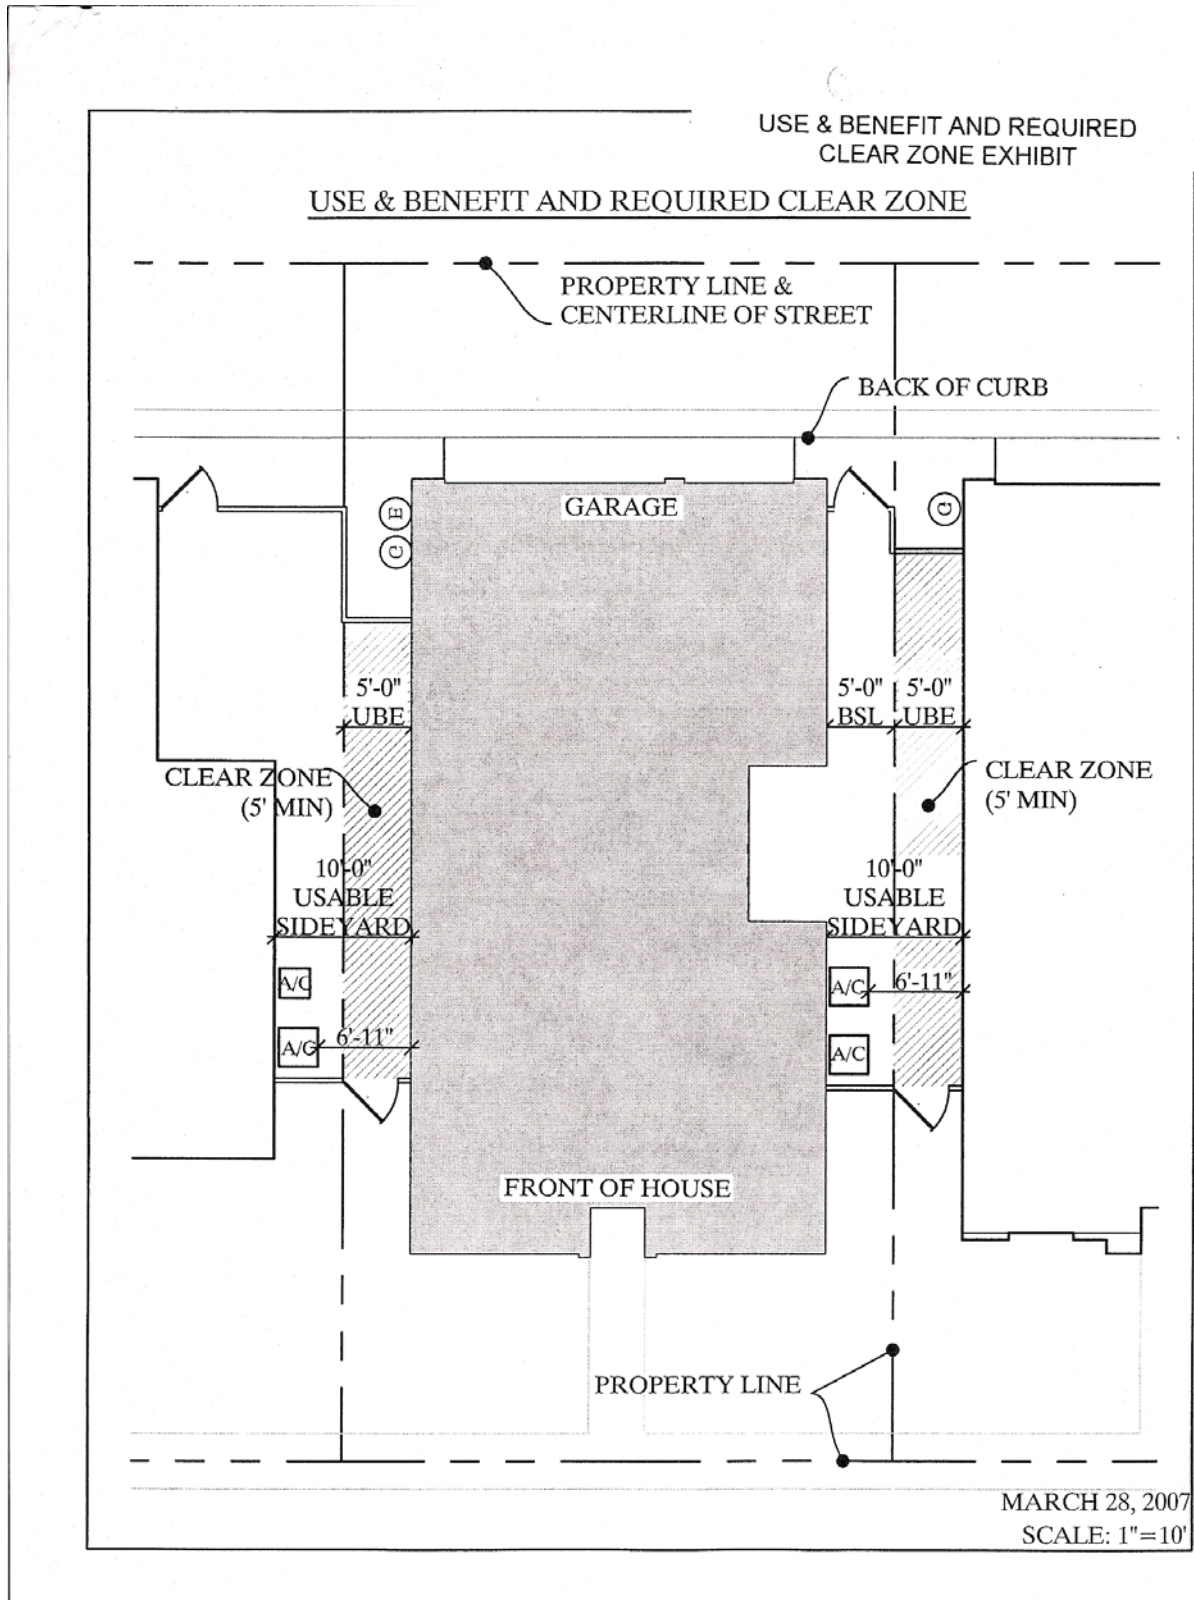 USE & BENEFIT AND REQUIRED
CLEAR ZONE EXHIBIT
USE & BENEFIT AND REQUIRED CLEAR ZONE
PROPERTY LINE &
CENTERLINE OF STREET
BACK OF CURB
GARAGE
E
G
G
5'-0"
UBE
5'-0"
BSL
5'-0"
UBE
CLEAR ZONE
(5' MIN)
CLEAR ZONE
(5' MIN)
10'-0"
USABLE
SIDEYARD
10'-0"
USABLE
SIDEYARD
A/C
A/C
6'-11"
A/C
6'-11"
A/C
FRONT OF HOUSE
PROPERTY LINE
MARCH 28, 2007
SCALE: 1"=10'